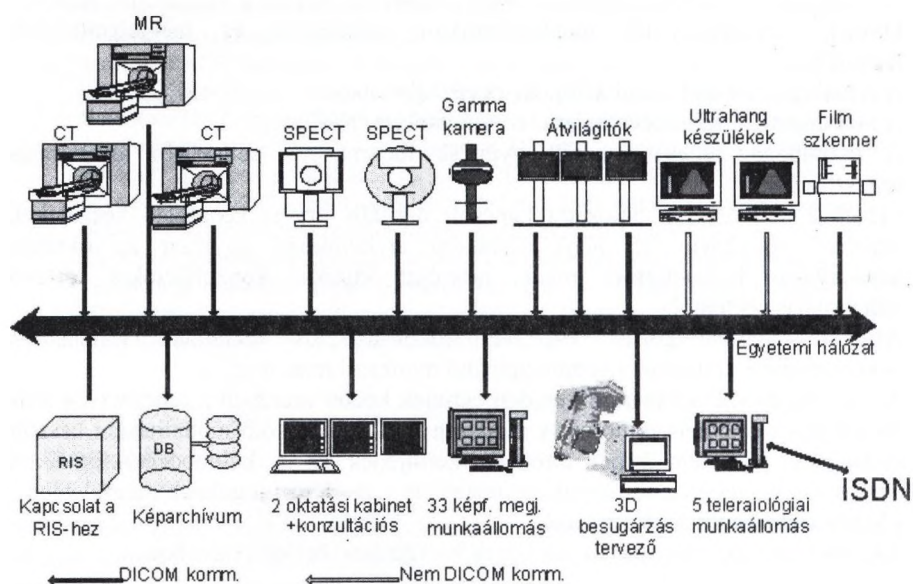 MR
CT
CT
SPECT
SPECT
Gamma
kamera
Átvilágítók
Ultrahang
készülékek
Film
szkenner
Egyetemi hálózat
RIS
DB
Kapcsolat a
RIS-hez
Képarchívum
2 oktatási kabinet
+konzultációs
33 képf. megj.
munkaállomás
3D
besugárzás
tervező
5 teleraiológiai
munkaállomás
ISDN
DICOM komm.
Nem DICOM komm.